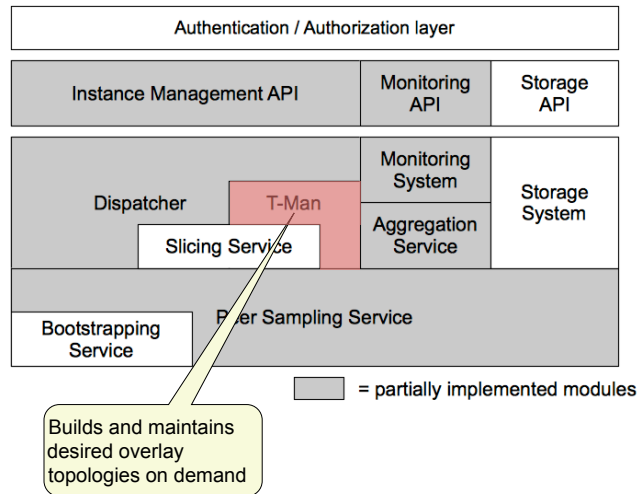 Authentication / Authorization layer
Instance Management API
Monitoring
API
Storage
API
Dispatcher
T-Man
Slicing Service
Monitoring
System
Aggregation
Service
Storage
System
Peer Sampling Service
Bootstrapping
Service
= partially implemented modules
Builds and maintains
desired overlay
topologies on demand